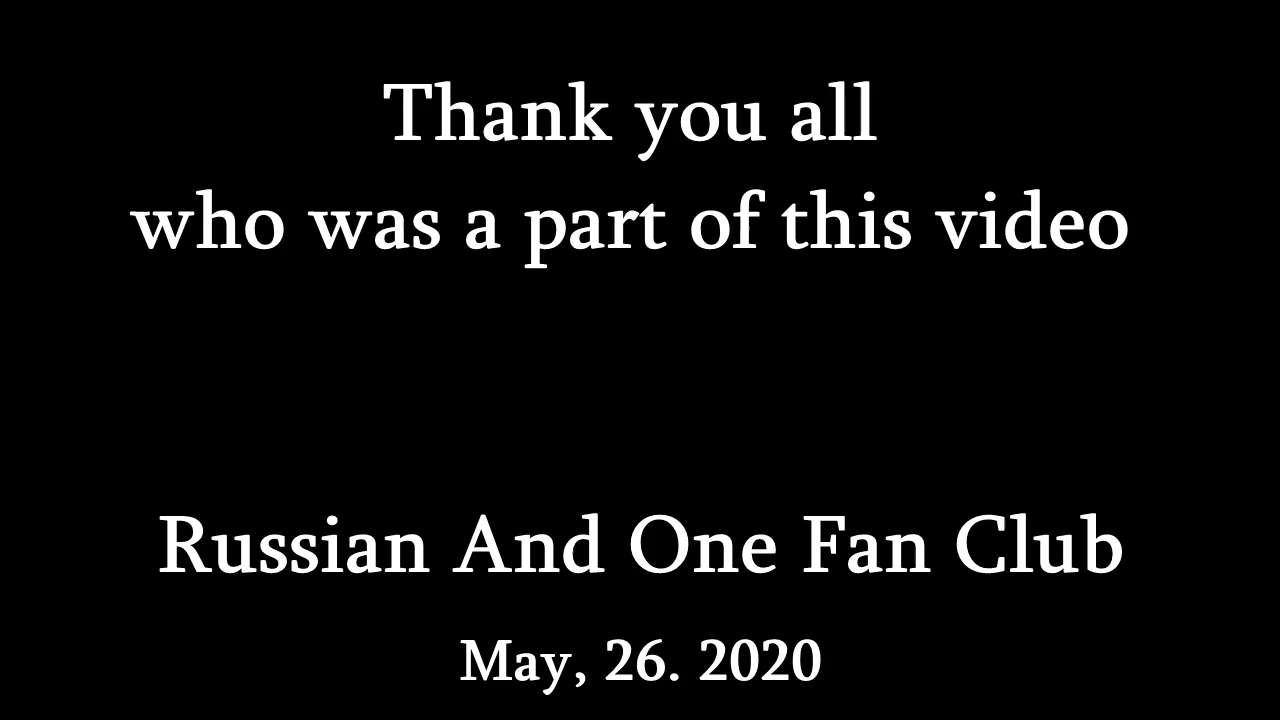 Thank you all
who was a part of this video
Russian And One Fan Club
May, 26. 2020